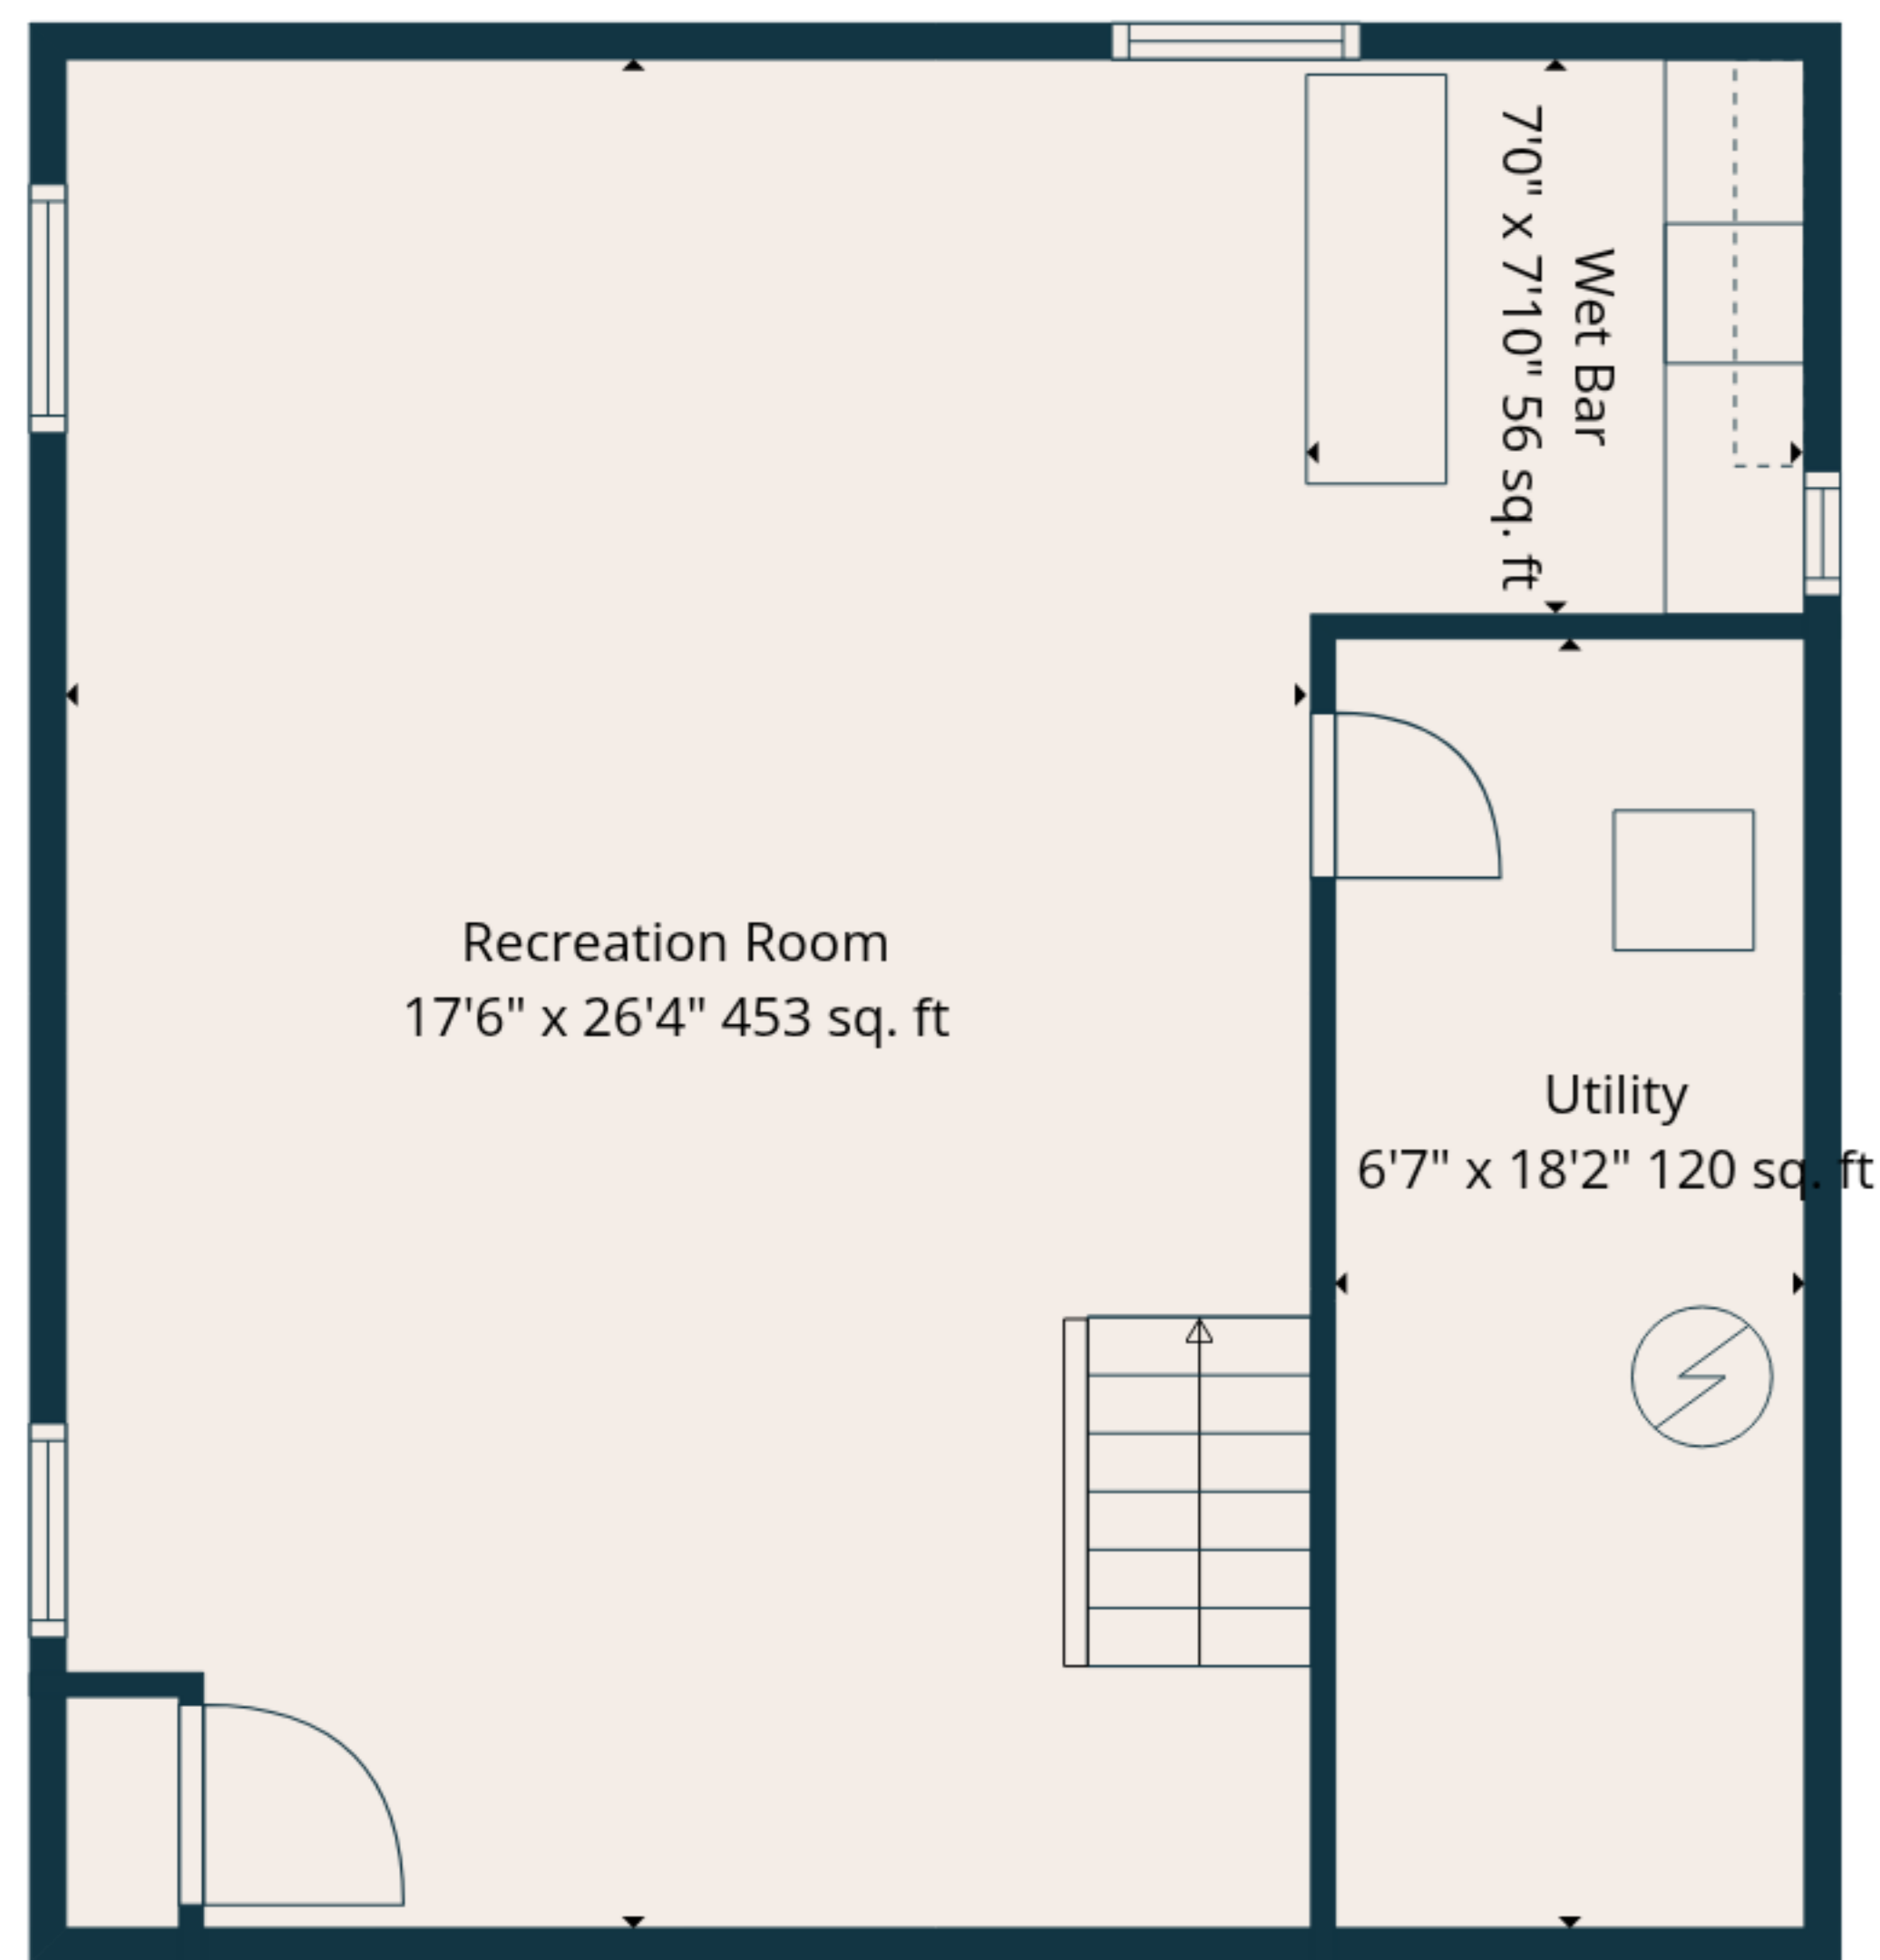 Wet Bar
7'0" x 7'10" 56 sq. ft
Recreation Room
17'6" x 26'4" 453 sq. ft
Utility
6'7" x 18'2" 120 sq. ft